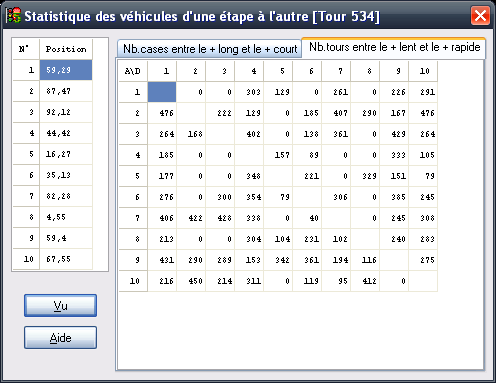 Statistique des véhicules d'une étape à l'autre [Tour 534]
Nb.cases entre le + long et le + court
Nb.tours entre le + lent et le + rapide
N° Position
1 59,29
2 87,47
3 92,12
4 44,42
5 16,27
6 35,13
7 82,28
8 4,55
9 59,4
10 67,55
A\D 1 2 3 4 5 6 7 8 9 10
1 0 0 303 129 0 261 0 226 291
2 476 222 129 0 185 407 290 167 476
3 264 168 402 0 138 361 0 429 264
4 185 0 0 157 89 0 0 333 105
5 177 0 0 348 221 0 329 151 79
6 276 0 300 354 79 306 0 385 245
7 406 422 428 338 0 40 0 245 308
8 213 0 0 304 104 231 102 240 283
9 431 290 289 153 342 361 194 116 275
10 216 450 214 311 0 119 95 412 0
Vu
Aide